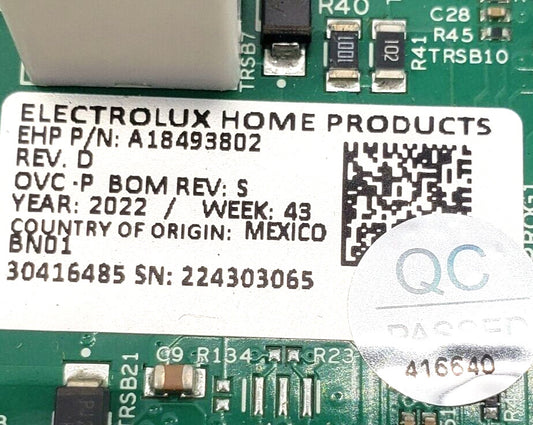 R40
C28
R45
TRSB10
TRSB7
1001
102
R41
ELECTROLUX HOME PRODUCTS
EHP P/N: A18493802
REV. D
OVC-P BOM REV: S
YEAR: 2022 / WEEK: 43
COUNTRY OF ORIGIN: MEXICO
BN01
30416485 SN: 224303065
PROG1
QC
PASSED
416640
C9 R134 R23
TRSB21